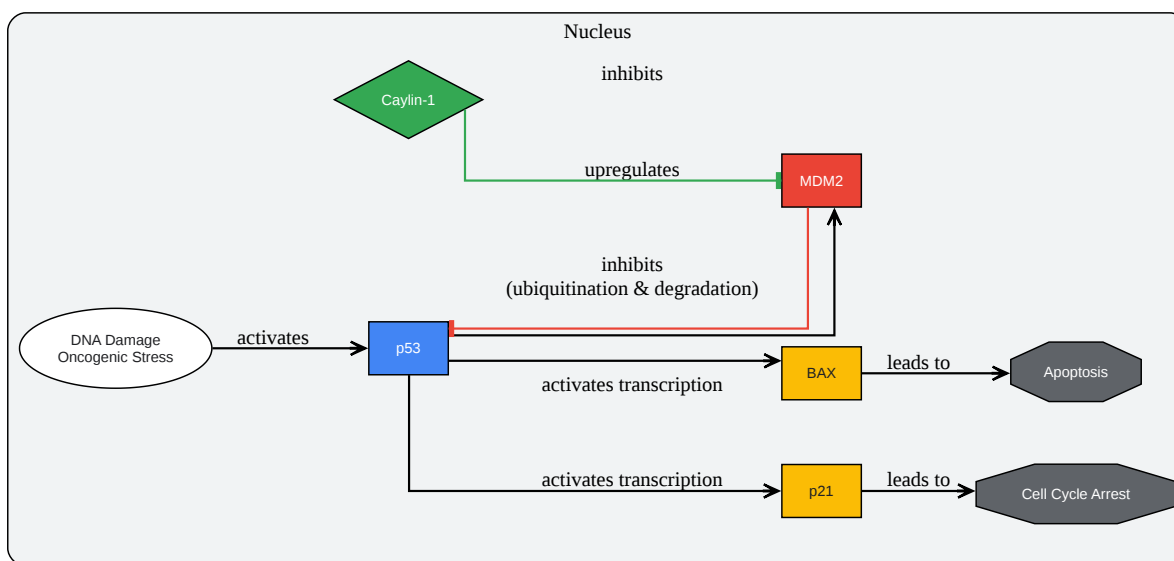 Nucleus
inhibits
Caylin-1
upregulates
MDM2
inhibits
(ubiquitination & degradation)
DNA Damage
Oncogenic Stress
activates
p53
activates transcription
BAX
leads to
Apoptosis
activates transcription
p21
leads to
Cell Cycle Arrest